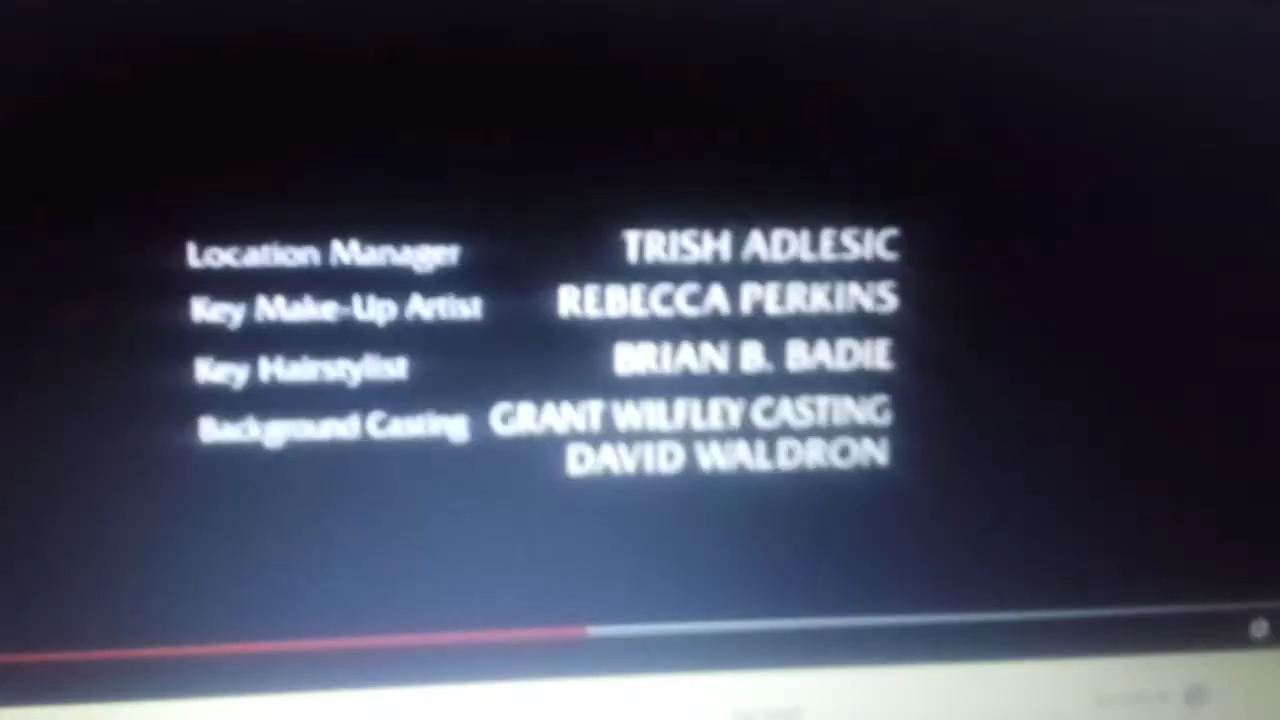 Location Manager TRISH ADLESIC
Key Make-Up Artist REBECCA PERKINS
Key Hairstylist BRIAN B. BADIE
Background Casting GRANT WILFLEY CASTING
DAVID WALDRON